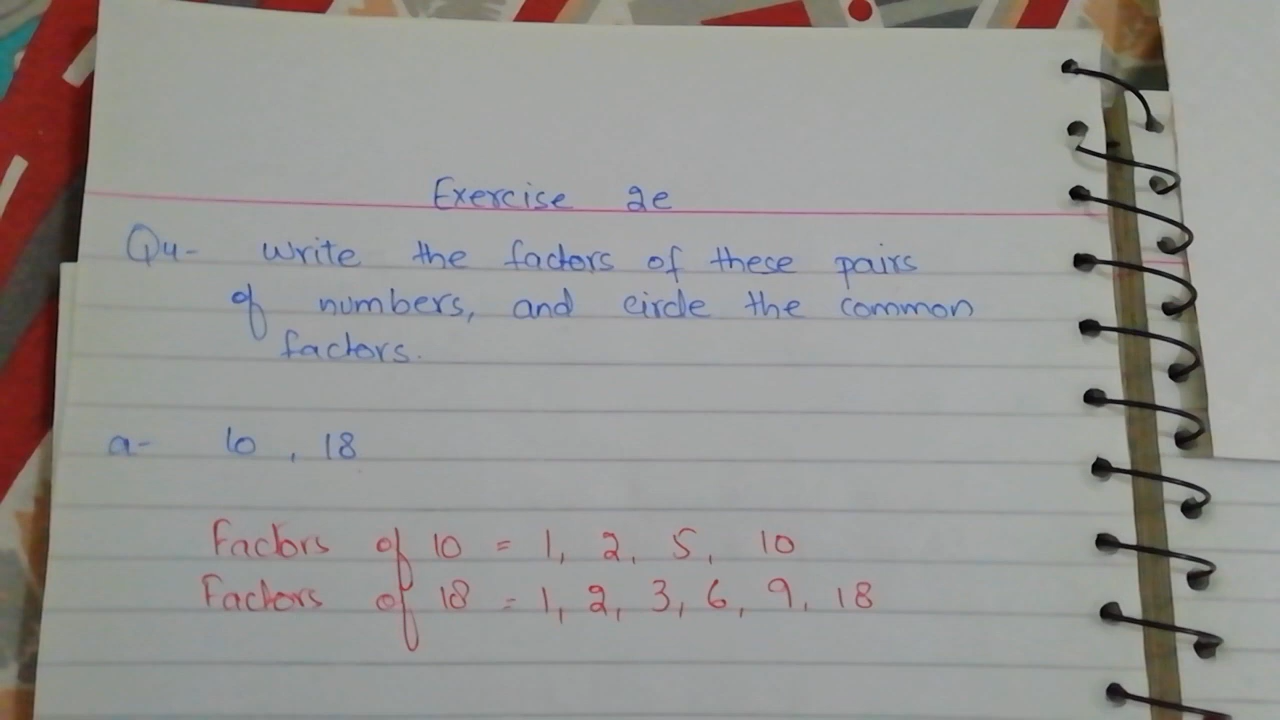 Exercise 2e
Q4- Write the factors of these pairs
of numbers, and circle the common
factors.
a- 10 , 18
Factors of 10 = 1, 2, 5, 10
Factors of 18 = 1, 2, 3, 6, 9, 18